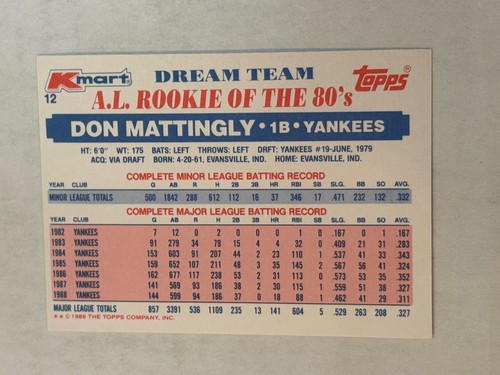 Kmart DREAM TEAM topps
12 A.L. ROOKIE OF THE 80's
DON MATTINGLY • 1B • YANKEES
HT: 6'0" WT: 175 BATS: LEFT THROWS: LEFT DRFT: YANKEES #19-JUNE, 1979
ACQ: VIA DRAFT BORN: 4-20-61, EVANSVILLE, IND. HOME: EVANSVILLE, IND.
COMPLETE MINOR LEAGUE BATTING RECORD
YEAR CLUB G AB R H 2B 3B HR RBI SB SLG. BB SO AVG.
MINOR LEAGUE TOTALS 500 1842 288 612 112 16 37 346 17 .471 232 132 .332
COMPLETE MAJOR LEAGUE BATTING RECORD
YEAR CLUB G AB R H 2B 3B HR RBI SB SLG. BB SO AVG.
1982 YANKEES 7 12 0 2 0 0 0 1 0 .167 0 1 .167
1983 YANKEES 91 279 34 79 15 4 4 32 0 .409 21 31 .283
1984 YANKEES 153 603 91 207 44 2 23 110 1 .537 41 33 .343
1985 YANKEES 159 652 107 211 48 3 35 145 2 .567 56 41 .324
1986 YANKEES 162 677 117 238 53 2 31 113 0 .573 53 35 .352
1987 YANKEES 141 569 93 186 38 2 30 115 1 .559 51 38 .327
1988 YANKEES 144 599 94 186 37 0 18 88 1 .462 41 29 .311
MAJOR LEAGUE TOTALS 857 3391 536 1109 235 13 141 604 5 .529 263 208 .327
★★ © 1989 THE TOPPS COMPANY, INC.